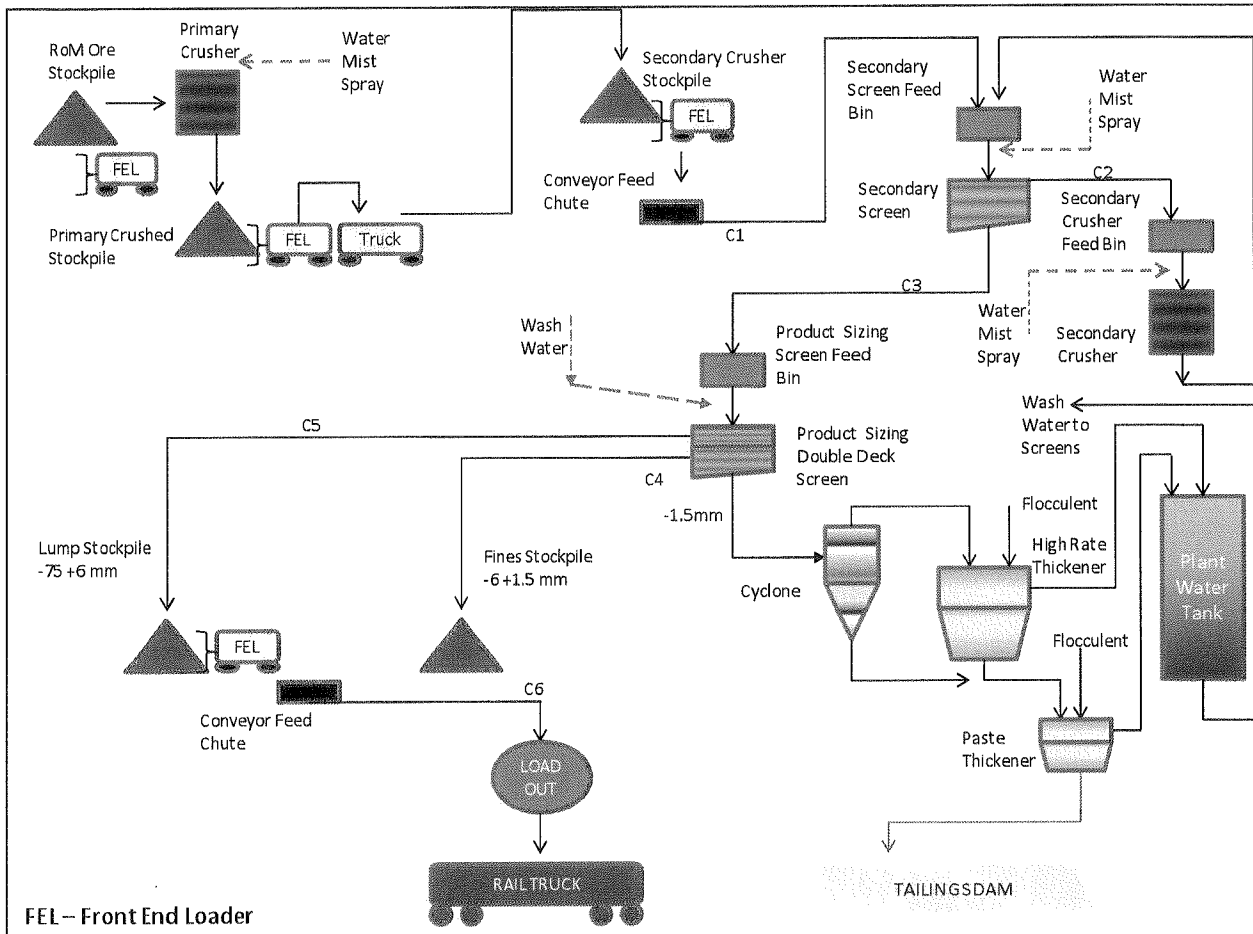 RoM Ore
Stockpile
Primary
Crusher
Water
Mist
Spray
FEL
Primary Crushed
Stockpile
FEL
Truck
Secondary Crusher
Stockpile
FEL
Conveyor Feed
Chute
C1
Secondary
Screen Feed
Bin
Water
Mist
Spray
Secondary
Screen
C2
Secondary
Crusher
Feed Bin
C3
Water
Mist
Spray
Secondary
Crusher
Wash
Water
Product Sizing
Screen Feed
Bin
Wash
Water to
Screens
C5
C4
Product Sizing
Double Deck
Screen
-1.5mm
Lump Stockpile
-75 +6 mm
Fines Stockpile
-6 +1.5 mm
Cyclone
Flocculent
High Rate
Thickener
Plant
Water
Tank
Flocculent
FEL
Conveyor Feed
Chute
C6
Paste
Thickener
LOAD
OUT
RAIL TRUCK
TAILINGS DAM
FEL – Front End Loader